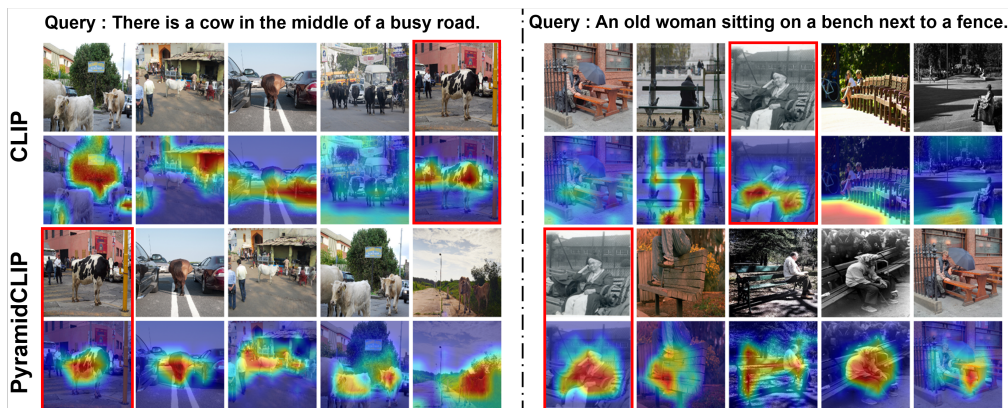 Query : There is a cow in the middle of a busy road.
Query : An old woman sitting on a bench next to a fence.
CLIP
PyramidCLIP